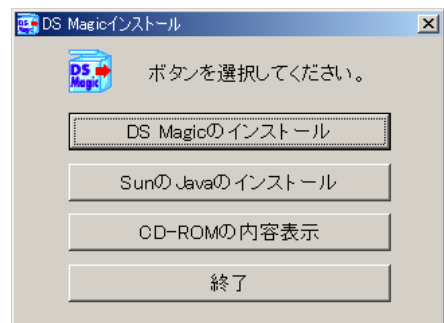 DS Magicインストール
DS
Magic
ボタンを選択してください。
DS Magicのインストール
SunのJavaのインストール
CD-ROMの内容表示
終了